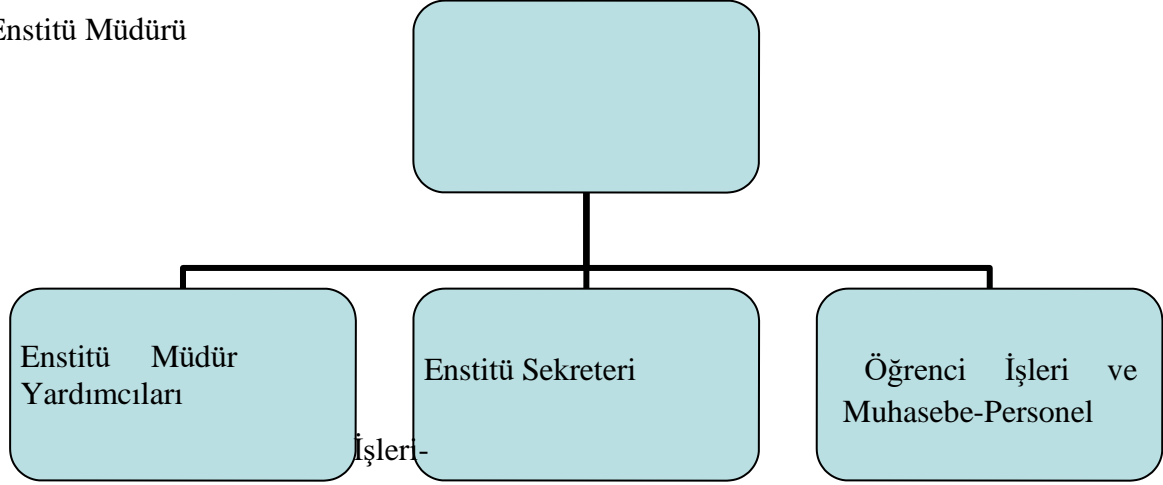 Enstitü Müdürü
Enstitü Müdür
Yardımcıları
Enstitü Sekreteri
Öğrenci İşleri ve
Muhasebe-Personel
İşleri-